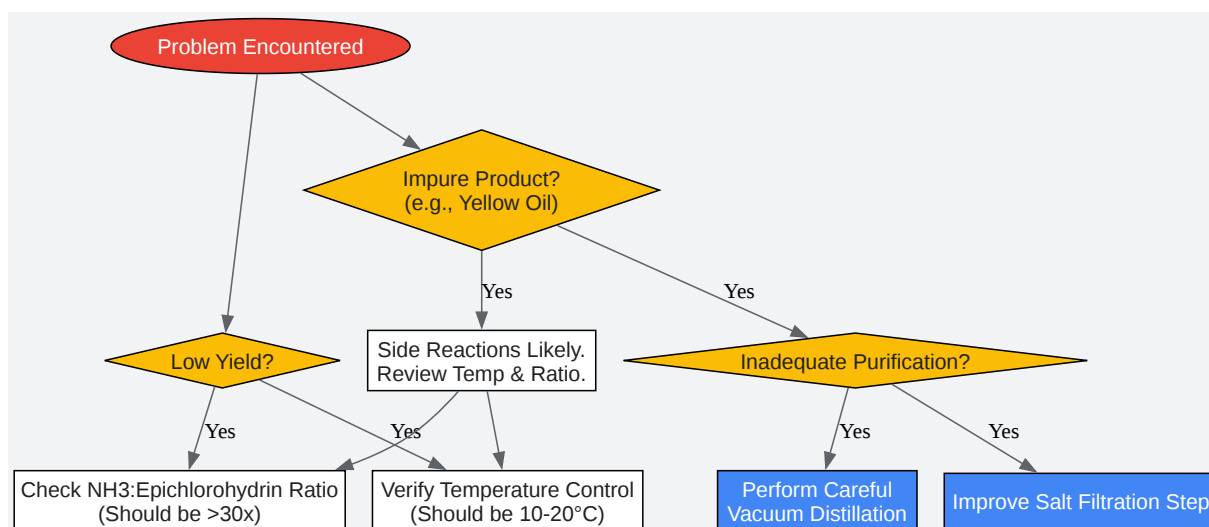 Problem Encountered
Impure Product?
(e.g., Yellow Oil)
Yes
Yes
Low Yield?
Side Reactions Likely.
Review Temp & Ratio.
Inadequate Purification?
Yes
Yes
Yes
Yes
Check NH3:Epichlorohydrin Ratio
(Should be >30x)
Verify Temperature Control
(Should be 10-20°C)
Perform Careful
Vacuum Distillation
Improve Salt Filtration Step